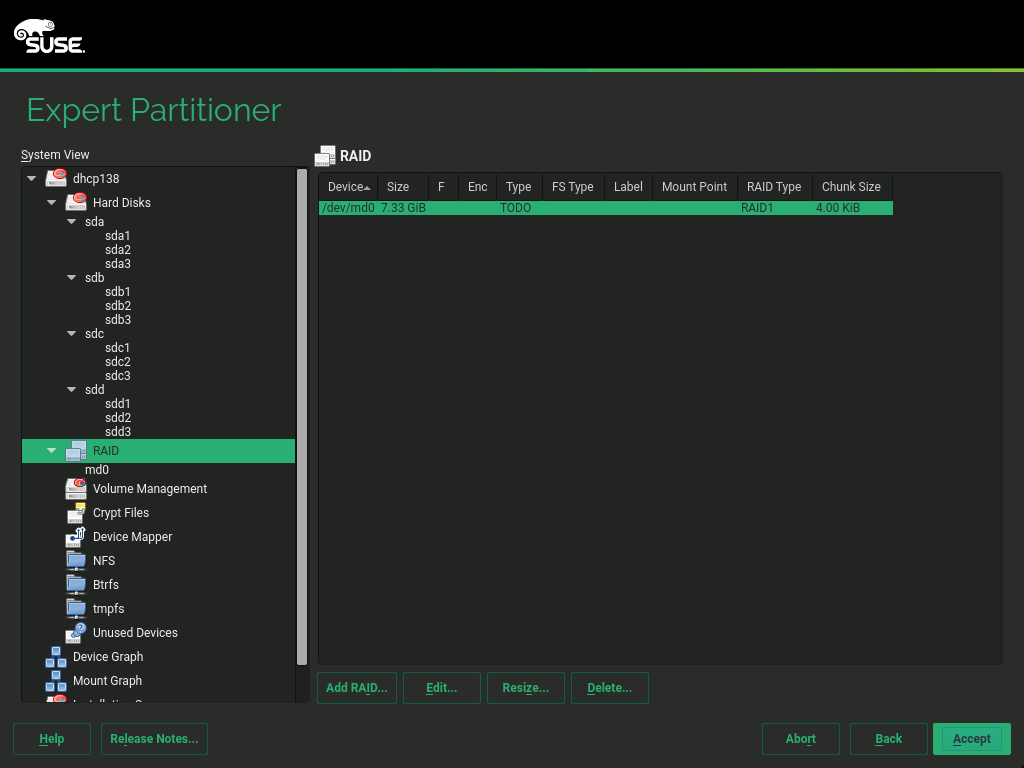 SUSE.
Expert Partitioner
System View
dhcp138
Hard Disks
sda
sda1
sda2
sda3
sdb
sdb1
sdb2
sdb3
sdc
sdc1
sdc2
sdc3
sdd
sdd1
sdd2
sdd3
RAID
md0
Volume Management
Crypt Files
Device Mapper
NFS
Btrfs
tmpfs
Unused Devices
Device Graph
Mount Graph
RAID
Device Size F Enc Type FS Type Label Mount Point RAID Type Chunk Size
/dev/md0 7.33 GiB TODO RAID1 4.00 KiB
Add RAID... Edit... Resize... Delete...
Help Release Notes... Abort Back Accept